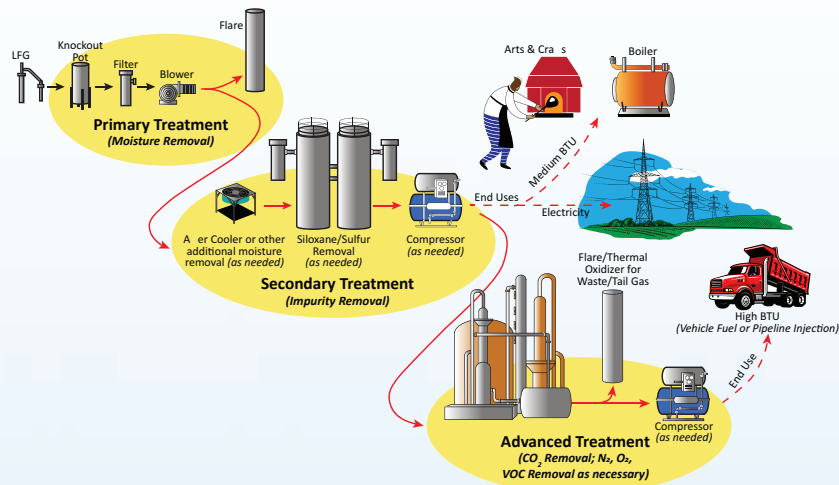 LFG
Knockout
Pot
Filter
Blower
Flare
Primary Treatment
(Moisture Removal)
Arts & Cra s
Boiler
Medium BTU
End Uses
Electricity
A er Cooler or other
additional moisture
removal (as needed)
Siloxane/Sulfur
Removal
(as needed)
Compressor
(as needed)
Secondary Treatment
(Impurity Removal)
Flare/Thermal
Oxidizer for
Waste/Tail Gas
High BTU
(Vehicle Fuel or Pipeline Injection)
End Use
Compressor
(as needed)
Advanced Treatment
(CO₂ Removal; N₂, O₂,
VOC Removal as necessary)